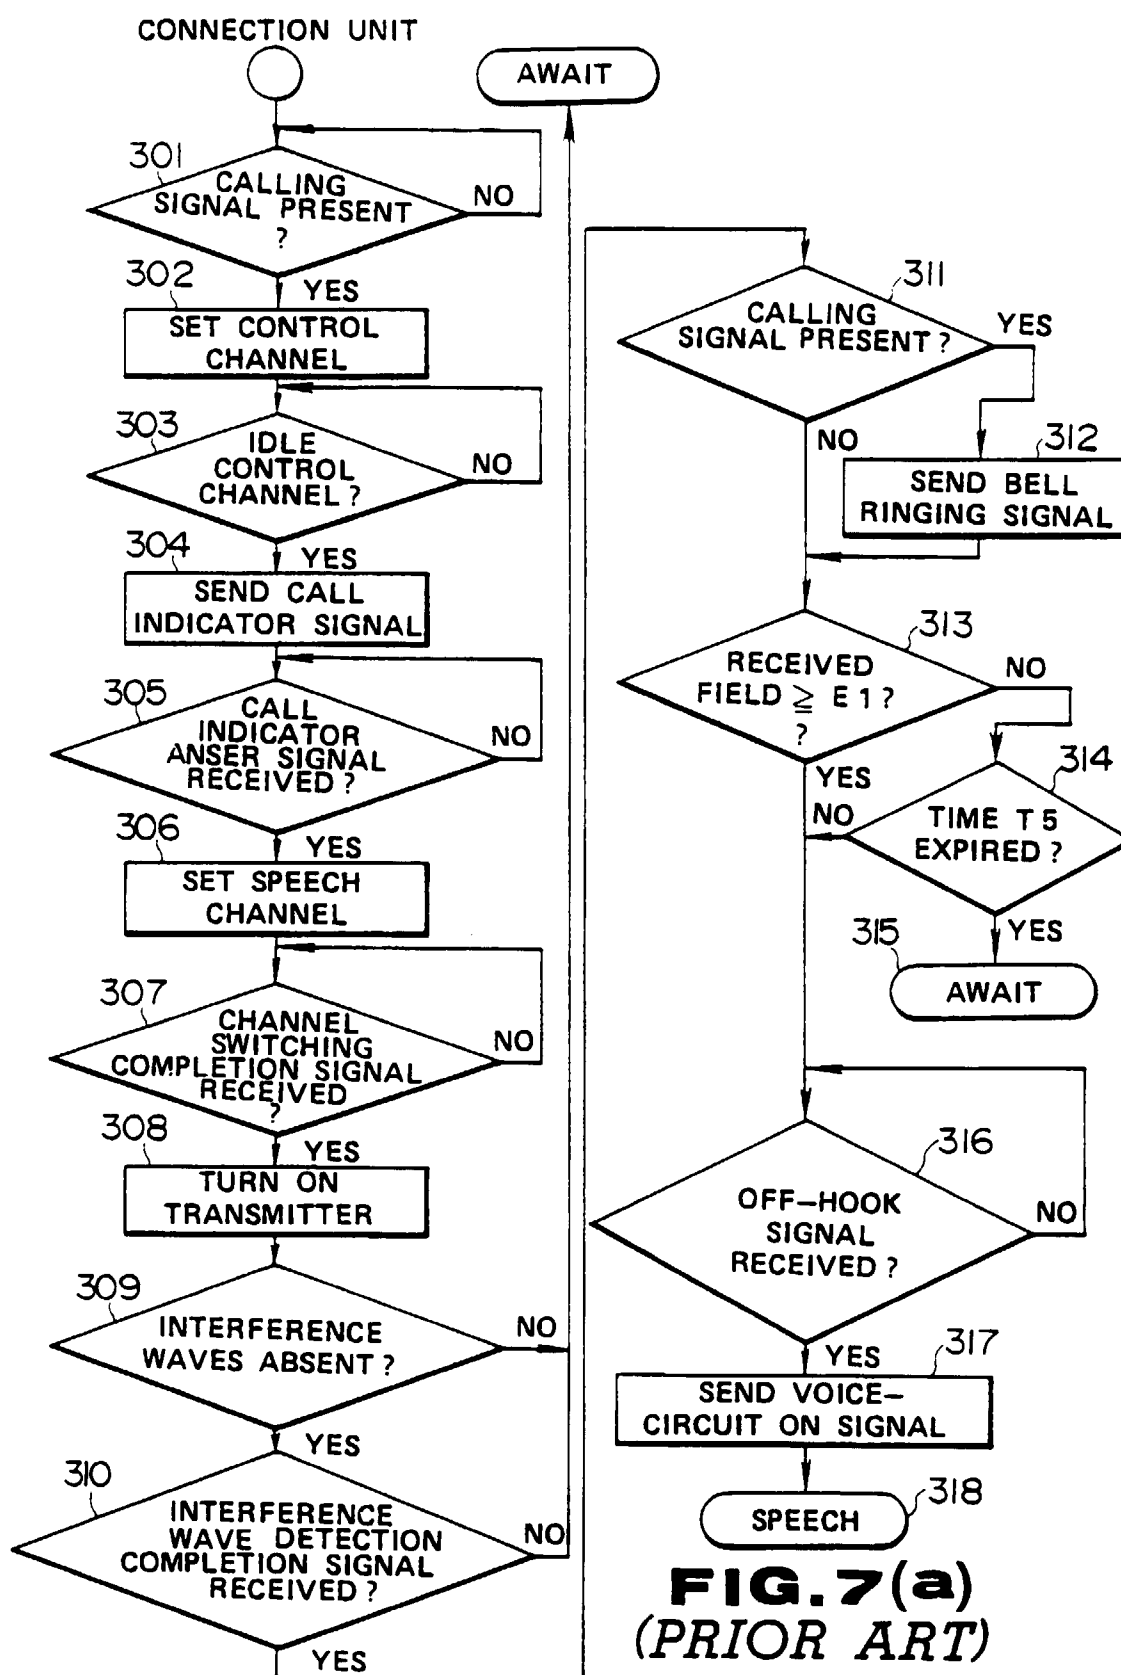 CONNECTION UNIT
AWAIT
301
CALLING
SIGNAL PRESENT
?
NO
YES
302
SET CONTROL
CHANNEL
303
IDLE
CONTROL
CHANNEL ?
NO
YES
304
SEND CALL
INDICATOR SIGNAL
305
CALL
INDICATOR
ANSER SIGNAL
RECEIVED ?
NO
YES
306
SET SPEECH
CHANNEL
307
CHANNEL
SWITCHING
COMPLETION SIGNAL
RECEIVED
?
NO
YES
308
TURN ON
TRANSMITTER
309
INTERFERENCE
WAVES ABSENT ?
NO
YES
310
INTERFERENCE
WAVE DETECTION
COMPLETION SIGNAL
RECEIVED ?
NO
YES
311
CALLING
SIGNAL PRESENT ?
YES
NO
312
SEND BELL
RINGING SIGNAL
313
RECEIVED
FIELD ≧ E 1 ?
?
NO
YES
314
TIME T 5
EXPIRED ?
NO
YES
315
AWAIT
316
OFF-HOOK
SIGNAL
RECEIVED ?
NO
YES
317
SEND VOICE-
CIRCUIT ON SIGNAL
SPEECH
318
FIG. 7(a)
(PRIOR ART)